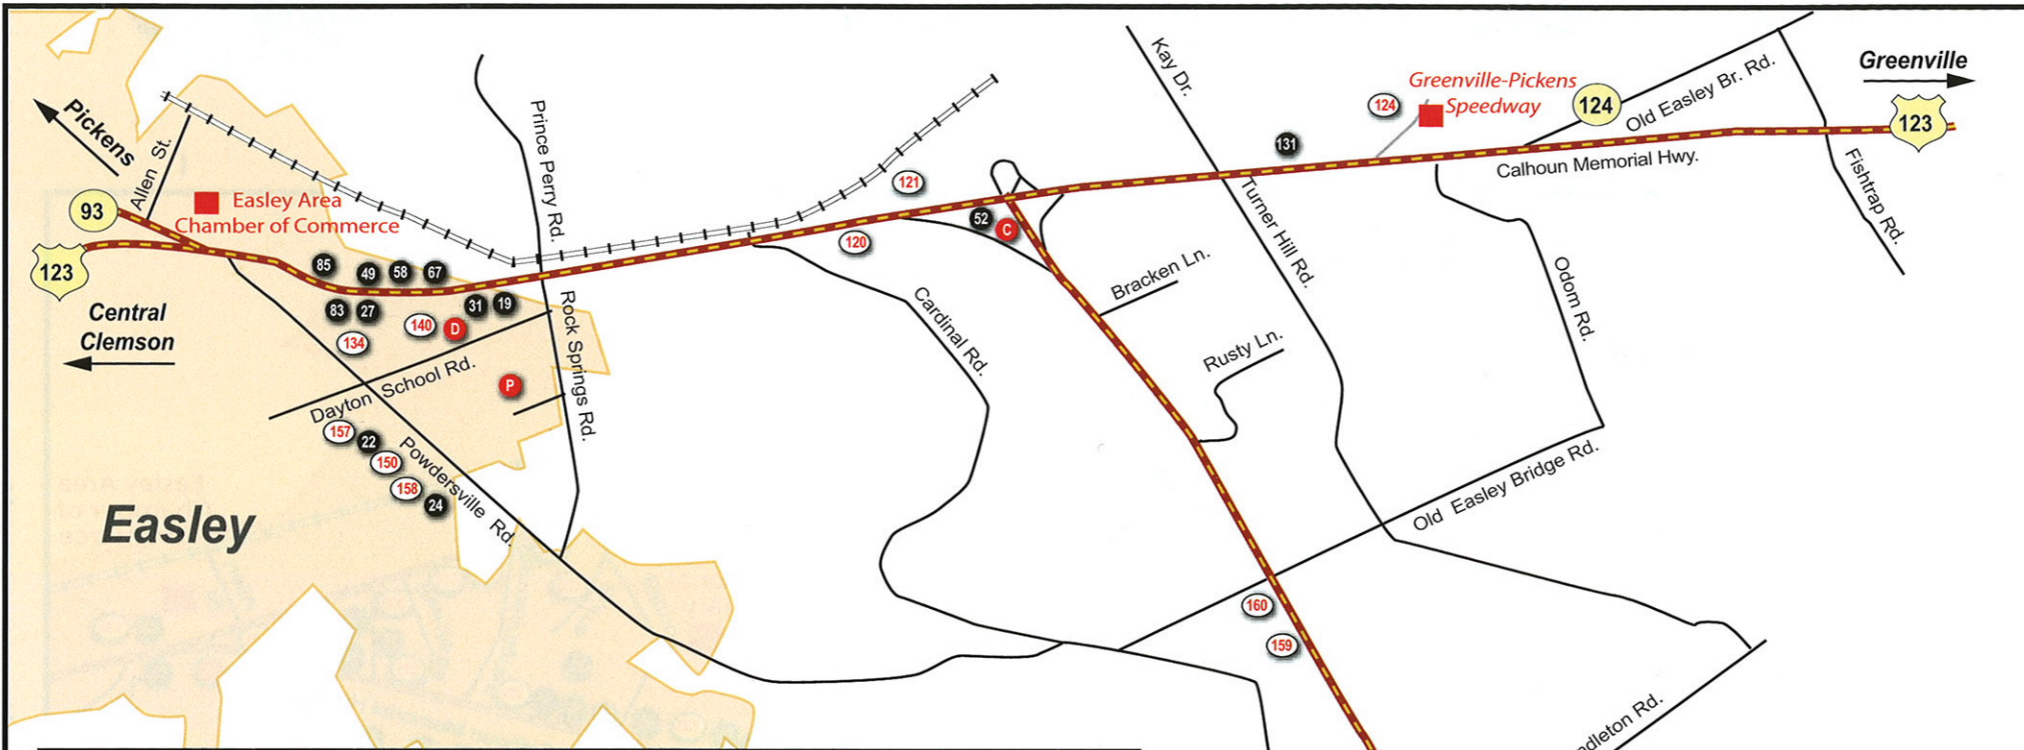 Pickens
Allen St.
93
123
Easley Area
Chamber of Commerce
Central
Clemson
Easley
Prince Perry Rd.
85
49
58
67
83
27
134
140
D
31
19
Dayton School Rd.
P
Rock Springs Rd.
157
22
150
158
24
Powdersville Rd.
121
120
52
C
Cardinal Rd.
Bracken Ln.
Rusty Ln.
Kay Dr.
Turner Hill Rd.
131
124
Greenville-Pickens
Speedway
124
Old Easley Br. Rd.
Calhoun Memorial Hwy.
Greenville
123
Fishtrap Rd.
Odom Rd.
Old Easley Bridge Rd.
160
159
ndleton Rd.